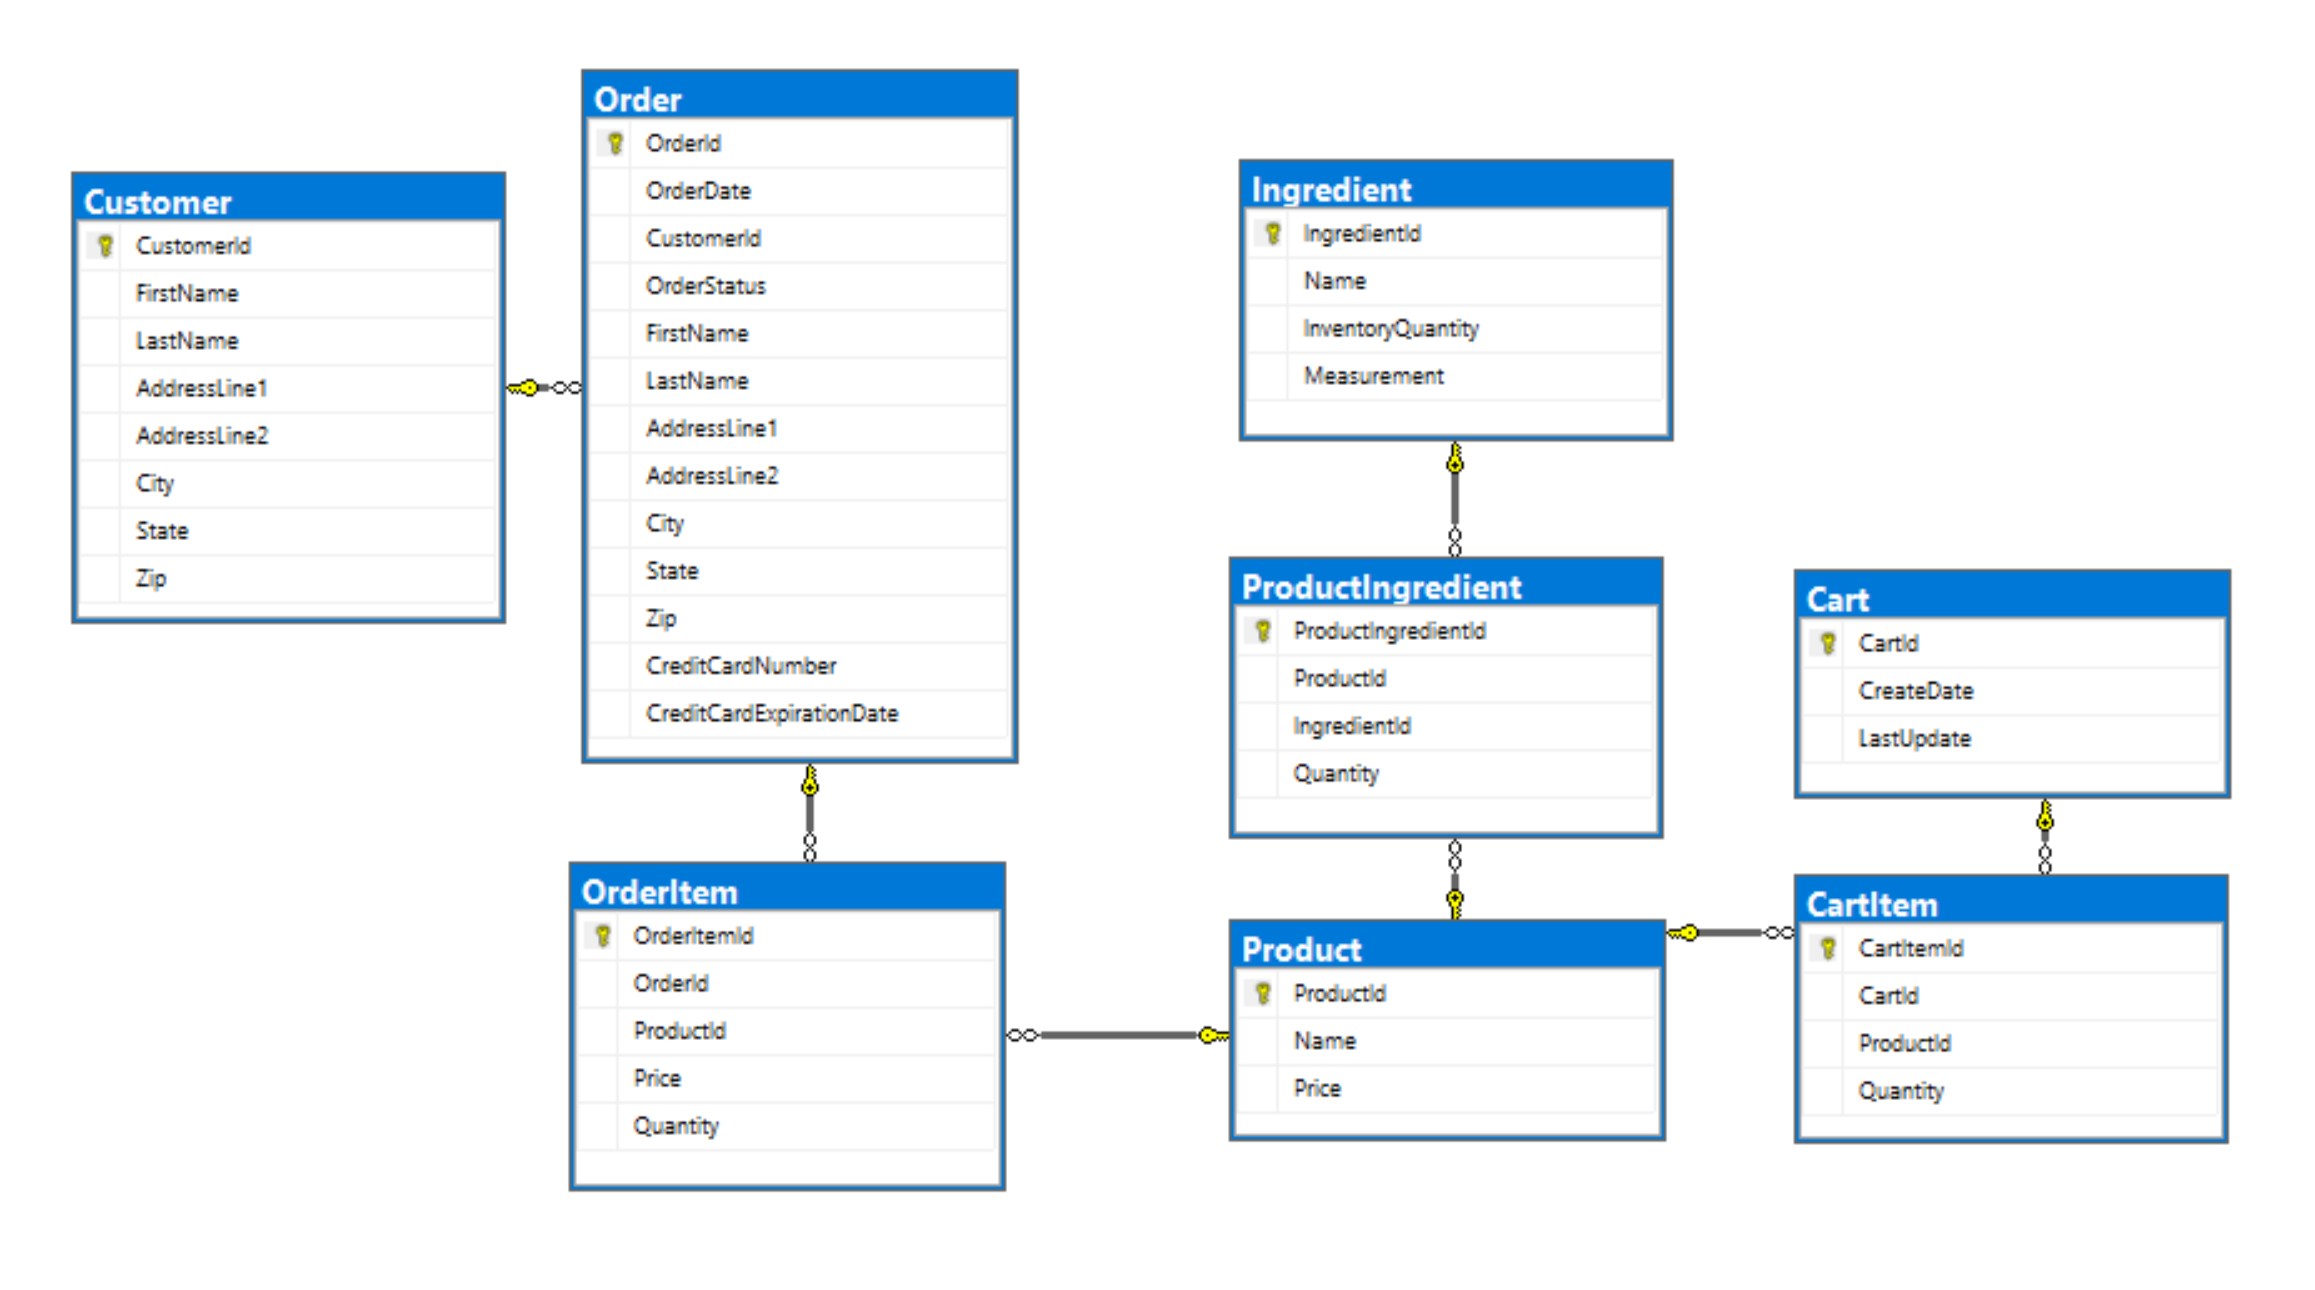 Customer
CustomerId
FirstName
LastName
AddressLine1
AddressLine2
City
State
Zip
Order
OrderId
OrderDate
CustomerId
OrderStatus
FirstName
LastName
AddressLine1
AddressLine2
City
State
Zip
CreditCardNumber
CreditCardExpirationDate
OrderItem
OrderItemId
OrderId
ProductId
Price
Quantity
Ingredient
IngredientId
Name
InventoryQuantity
Measurement
ProductIngredient
ProductIngredientId
ProductId
IngredientId
Quantity
Product
ProductId
Name
Price
Cart
CartId
CreateDate
LastUpdate
CartItem
CartItemId
CartId
ProductId
Quantity